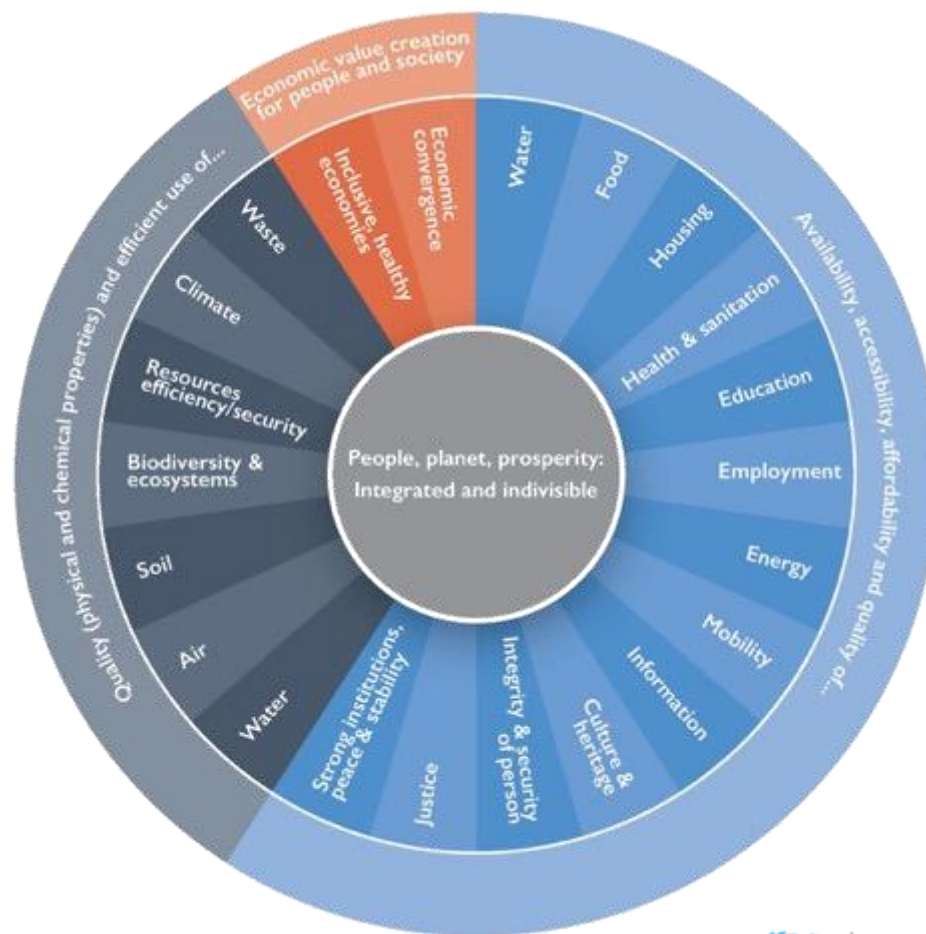 Economic value creation
for people and society
Availability, accessibility, affordability and quality of...
Quality (physical and chemical properties) and efficient use of...
Inclusive, healthy
economies
Economic
convergence
Water
Food
Housing
Health & sanitation
Education
Employment
Energy
Mobility
Information
Culture &
heritage
Integrity & security
of person
Justice
Strong institutions,
peace & stability
Water
Air
Soil
Biodiversity &
ecosystems
Resources
efficiency/security
Climate
Waste
People, planet, prosperity:
Integrated and indivisible